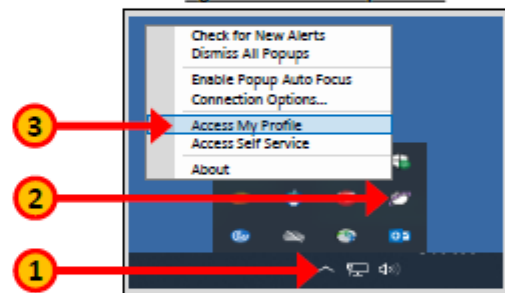 Check for New Alerts
Dismiss All Popups
Enable Popup Auto Focus
Connection Options...
Access My Profile
Access Self Service
About
3
2
1